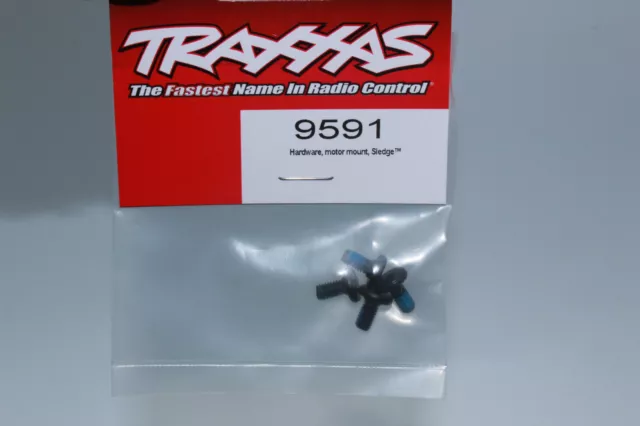 TRAXXAS
The Fastest Name In Radio Control®
9591
Hardware, motor mount, Sledge™